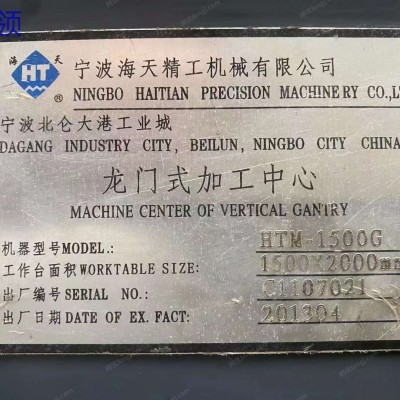 领
海 天
HT
®
宁波海天精工机械有限公司
NINGBO HAITIAN PRECISION MACHINERY CO.,LT
宁波北仑大港工业城
DAGANG INDUSTRY CITY, BEILUN, NINGBO CITY CHINA
龙门式加工中心
MACHINE CENTER OF VERTICAL GANTRY
机器型号MODEL.: HTM-1500G
工作台面积WORKTABLE SIZE: 1500X2000mm
出厂编号SERIAL NO.: C1107021
出厂日期DATE OF EX. FACT: 201304